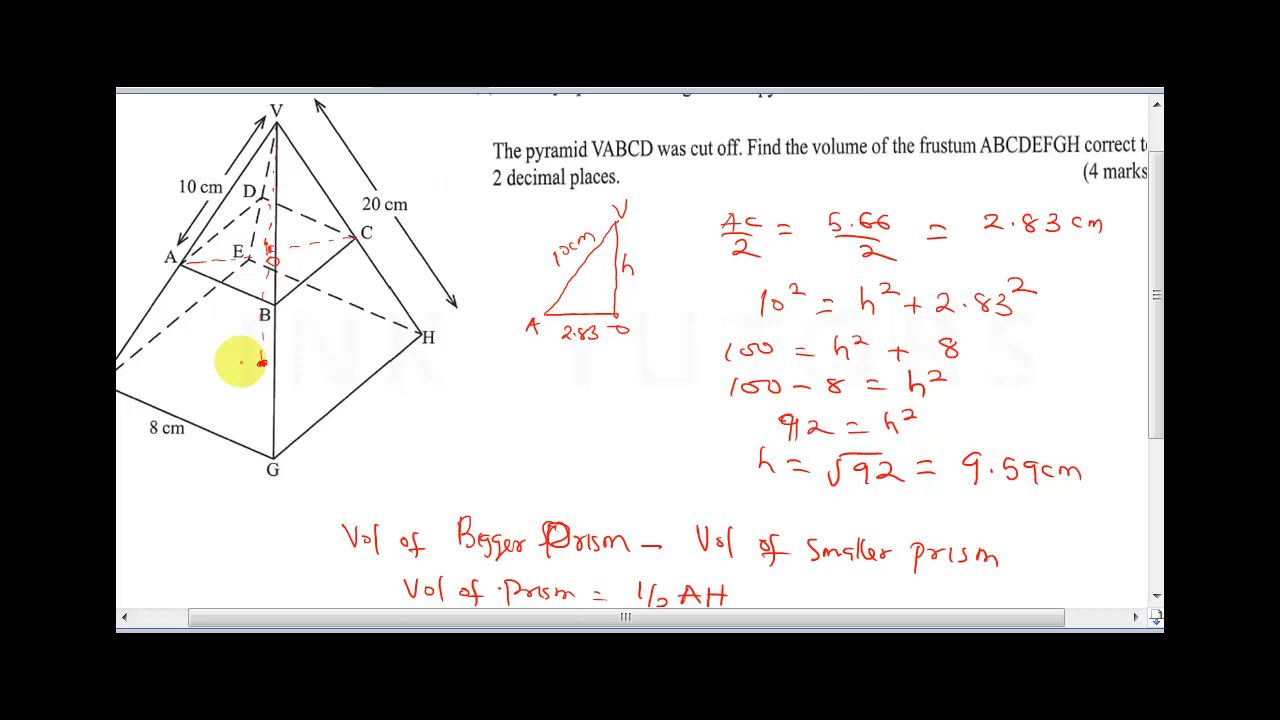 V
The pyramid VABCD was cut off. Find the volume of the frustum ABCDEFGH correct t
2 decimal places.
(4 marks
10 cm
D
20 cm
A
E
O
C
B
H
8 cm
G
V
10cm
h
A
2.83
O
AC/2 = 5.66/2 = 2.83 cm
10² = h² + 2.83²
100 = h² + 8
100 - 8 = h²
92 = h²
h = √92 = 9.59cm
Vol of Bigger Prism - Vol of smaller prism
Vol of Prism = AH